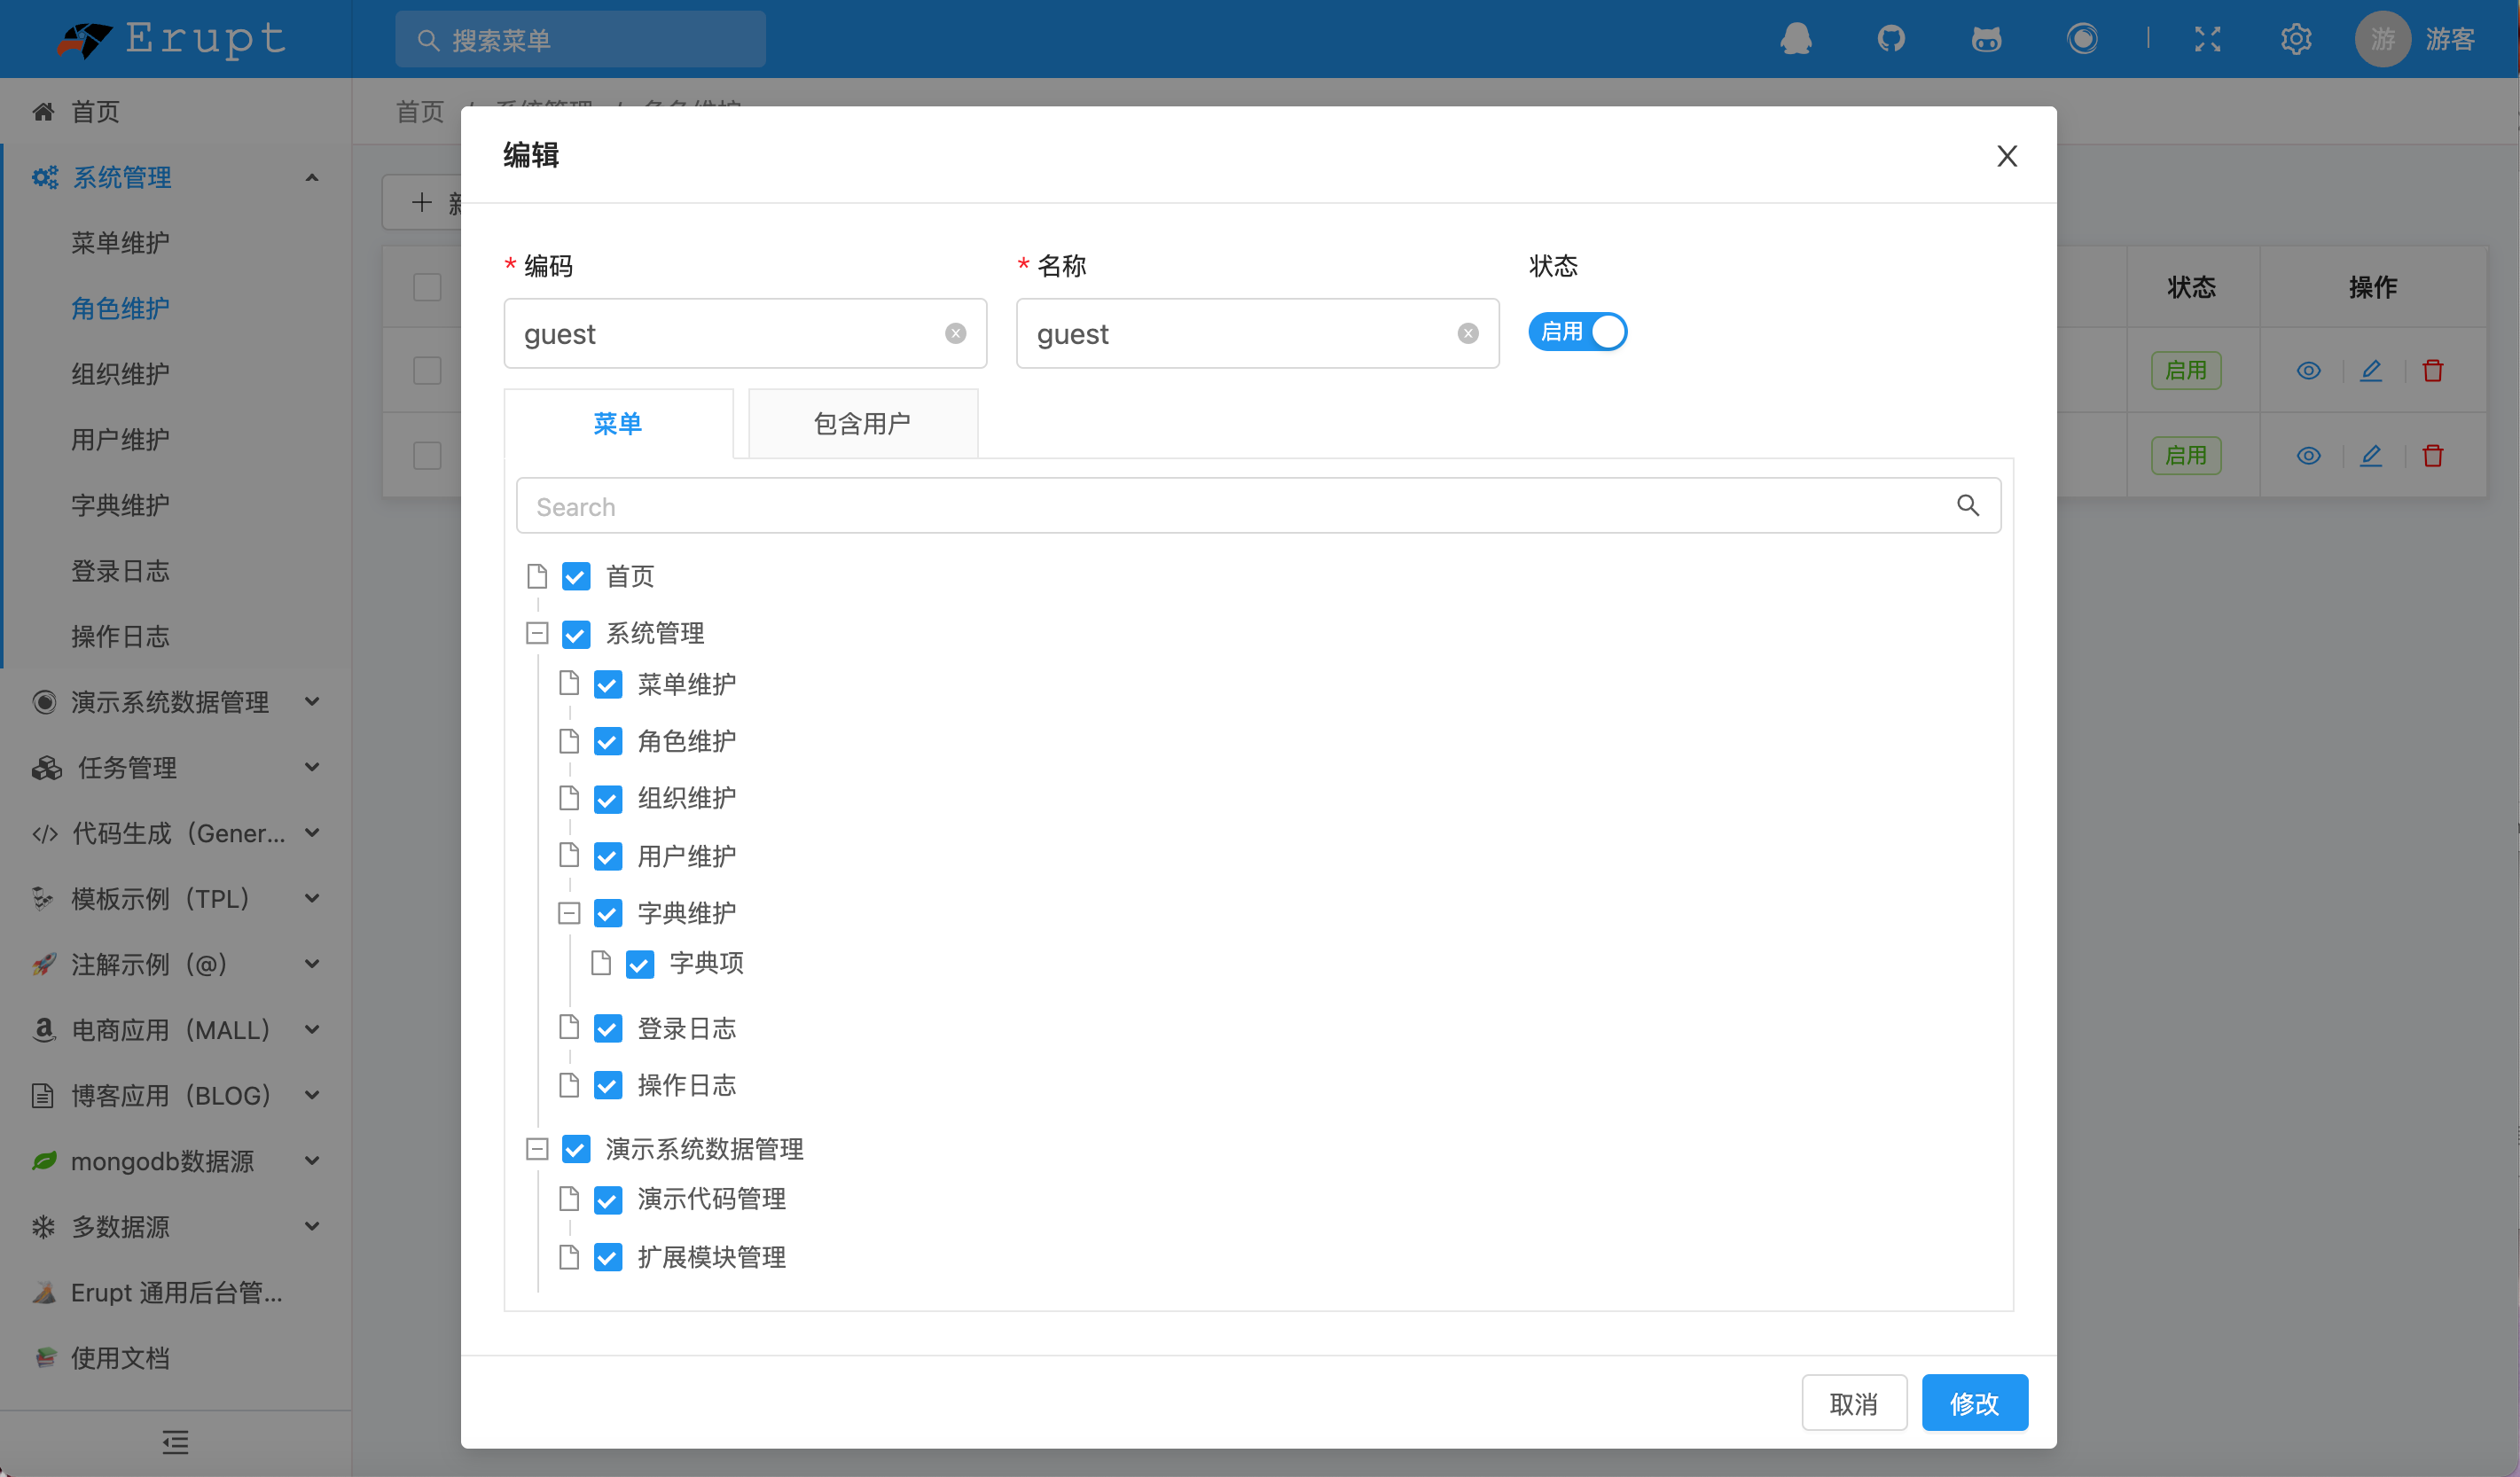 Erupt
搜索菜单
游 游客
首页
系统管理
菜单维护
角色维护
组织维护
用户维护
字典维护
登录日志
操作日志
演示系统数据管理
任务管理
代码生成（Gener...
模板示例（TPL）
注解示例（@）
电商应用（MALL）
博客应用（BLOG）
mongodb数据源
多数据源
Erupt 通用后台管...
使用文档
首页 / 系统管理 / 角色维护
状态 操作
启用
启用
编辑
* 编码 * 名称 状态
guest guest 启用
菜单 包含用户
Search
首页
系统管理
菜单维护
角色维护
组织维护
用户维护
字典维护
字典项
登录日志
操作日志
演示系统数据管理
演示代码管理
扩展模块管理
取消 修改